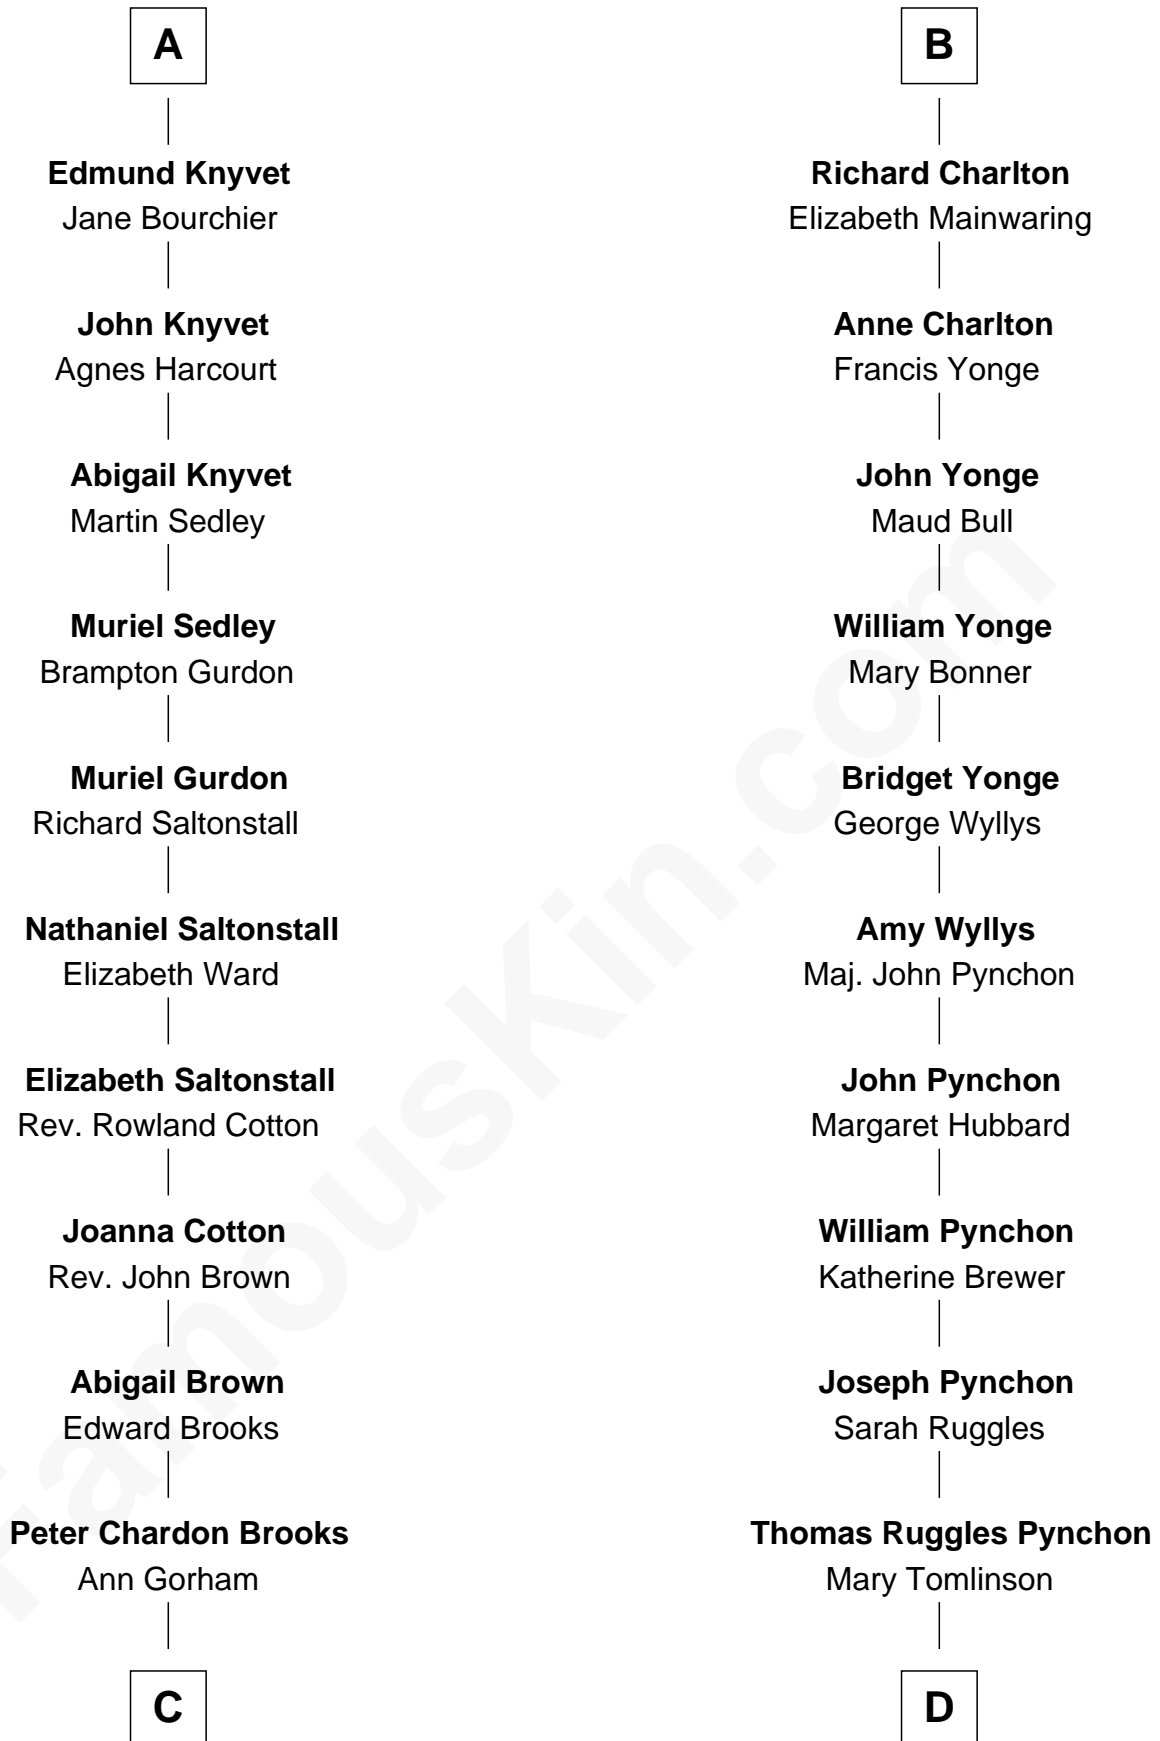 A
Edmund Knyvet
Jane Bourchier
John Knyvet
Agnes Harcourt
Abigail Knyvet
Martin Sedley
Muriel Sedley
Brampton Gurdon
Muriel Gurdon
Richard Saltonstall
Nathaniel Saltonstall
Elizabeth Ward
Elizabeth Saltonstall
Rev. Rowland Cotton
Joanna Cotton
Rev. John Brown
Abigail Brown
Edward Brooks
Peter Chardon Brooks
Ann Gorham
C
B
Richard Charlton
Elizabeth Mainwaring
Anne Charlton
Francis Yonge
John Yonge
Maud Bull
William Yonge
Mary Bonner
Bridget Yonge
George Wyllys
Amy Wyllys
Maj. John Pynchon
John Pynchon
Margaret Hubbard
William Pynchon
Katherine Brewer
Joseph Pynchon
Sarah Ruggles
Thomas Ruggles Pynchon
Mary Tomlinson
D
FamousKin.com